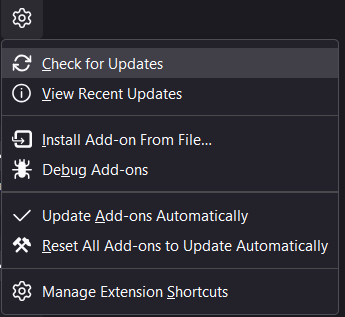 Check for Updates
View Recent Updates
Install Add-on From File...
Debug Add-ons
Update Add-ons Automatically
Reset All Add-ons to Update Automatically
Manage Extension Shortcuts